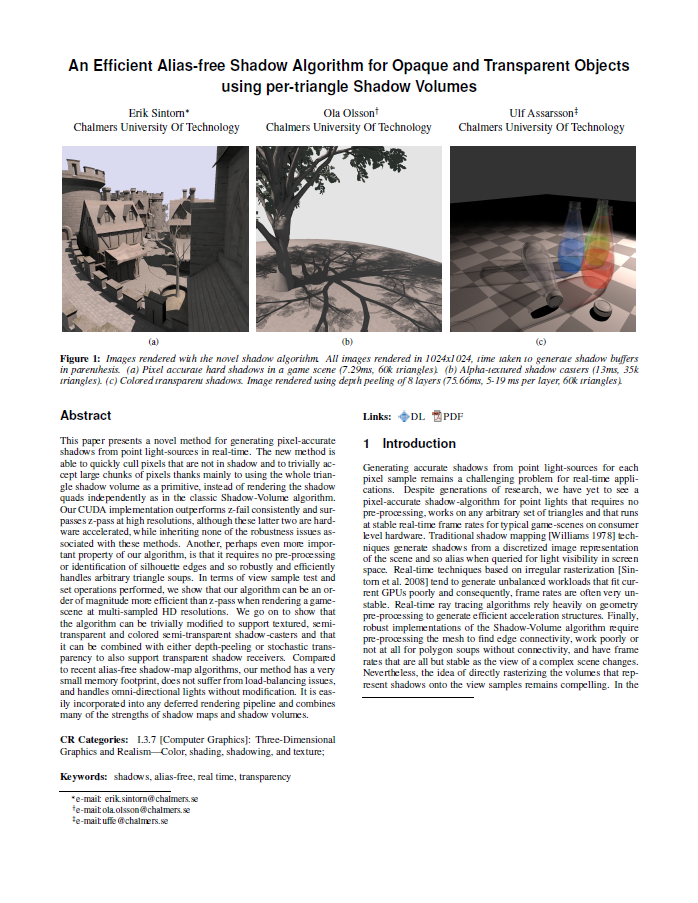 An Efficient Alias-free Shadow Algorithm for Opaque and Transparent Objects
using per-triangle Shadow Volumes
Erik Sintorn*
Chalmers University Of Technology
Ola Olsson†
Chalmers University Of Technology
Ulf Assarsson‡
Chalmers University Of Technology
(a)
(b)
(c)
Figure 1: Images rendered with the novel shadow algorithm. All images rendered in 1024x1024, time taken to generate shadow buffers
in parenthesis. (a) Pixel accurate hard shadows in a game scene (7.29ms, 60k triangles). (b) Alpha-textured shadow casters (13ms, 35k
triangles). (c) Colored transparent shadows. Image rendered using depth peeling of 8 layers (75.66ms, 5-19 ms per layer, 60k triangles).
Abstract
This paper presents a novel method for generating pixel-accurate
shadows from point light-sources in real-time. The new method is
able to quickly cull pixels that are not in shadow and to trivially ac-
cept large chunks of pixels thanks mainly to using the whole trian-
gle shadow volume as a primitive, instead of rendering the shadow
quads independently as in the classic Shadow-Volume algorithm.
Our CUDA implementation outperforms z-fail consistently and sur-
passes z-pass at high resolutions, although these latter two are hard-
ware accelerated, while inheriting none of the robustness issues as-
sociated with these methods. Another, perhaps even more impor-
tant property of our algorithm, is that it requires no pre-processing
or identification of silhouette edges and so robustly and efficiently
handles arbitrary triangle soups. In terms of view sample test and
set operations performed, we show that our algorithm can be an or-
der of magnitude more efficient than z-pass when rendering a game-
scene at multi-sampled HD resolutions. We go on to show that
the algorithm can be trivially modified to support textured, semi-
transparent and colored semi-transparent shadow-casters and that
it can be combined with either depth-peeling or stochastic trans-
parency to also support transparent shadow receivers. Compared
to recent alias-free shadow-map algorithms, our method has a very
small memory footprint, does not suffer from load-balancing issues,
and handles omni-directional lights without modification. It is eas-
ily incorporated into any deferred rendering pipeline and combines
many of the strengths of shadow maps and shadow volumes.
CR Categories: I.3.7 [Computer Graphics]: Three-Dimensional
Graphics and Realism—Color, shading, shadowing, and texture;
Keywords: shadows, alias-free, real time, transparency
*e-mail: erik.sintorn@chalmers.se
†e-mail:ola.olsson@chalmers.se
‡e-mail:uffe@chalmers.se
Links: DL PDF
1 Introduction
Generating accurate shadows from point light-sources for each
pixel sample remains a challenging problem for real-time appli-
cations. Despite generations of research, we have yet to see a
pixel-accurate shadow-algorithm for point lights that requires no
pre-processing, works on any arbitrary set of triangles and that runs
at stable real-time frame rates for typical game-scenes on consumer
level hardware. Traditional shadow mapping [Williams 1978] tech-
niques generate shadows from a discretized image representation
of the scene and so alias when queried for light visibility in screen
space. Real-time techniques based on irregular rasterization [Sin-
torn et al. 2008] tend to generate unbalanced workloads that fit cur-
rent GPUs poorly and consequently, frame rates are often very un-
stable. Real-time ray tracing algorithms rely heavily on geometry
pre-processing to generate efficient acceleration structures. Finally,
robust implementations of the Shadow-Volume algorithm require
pre-processing the mesh to find edge connectivity, work poorly or
not at all for polygon soups without connectivity, and have frame
rates that are all but stable as the view of a complex scene changes.
Nevertheless, the idea of directly rasterizing the volumes that rep-
resent shadows onto the view samples remains compelling. In the